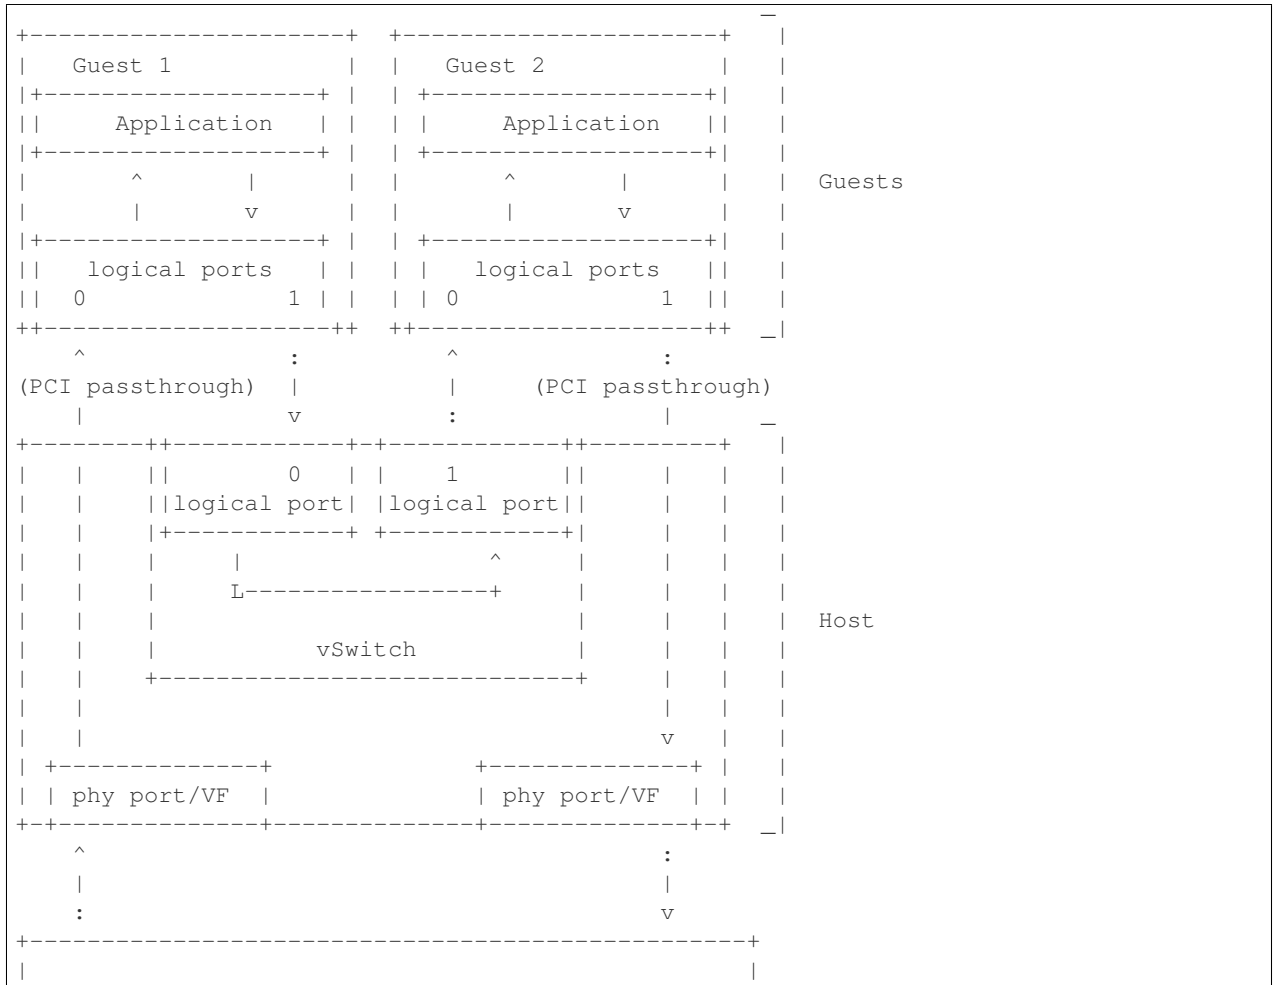 Guest 1 Guest 2
Application Application
Guests
logical ports logical ports
0 1 0 1
(PCI passthrough) (PCI passthrough)
0 1
logical port logical port
Host
vSwitch
phy port/VF phy port/VF